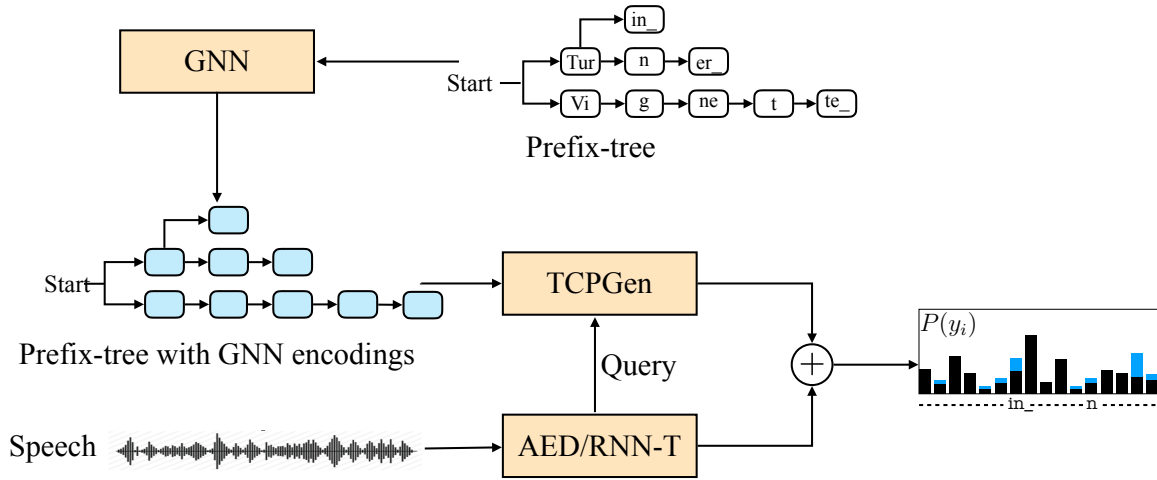 in_
GNN
Start
Tur n er_
Vi g ne t te_
Prefix-tree
Start
TCPGen
Prefix-tree with GNN encodings
Query
+
P(y_i)
in_ n
Speech
AED/RNN-T